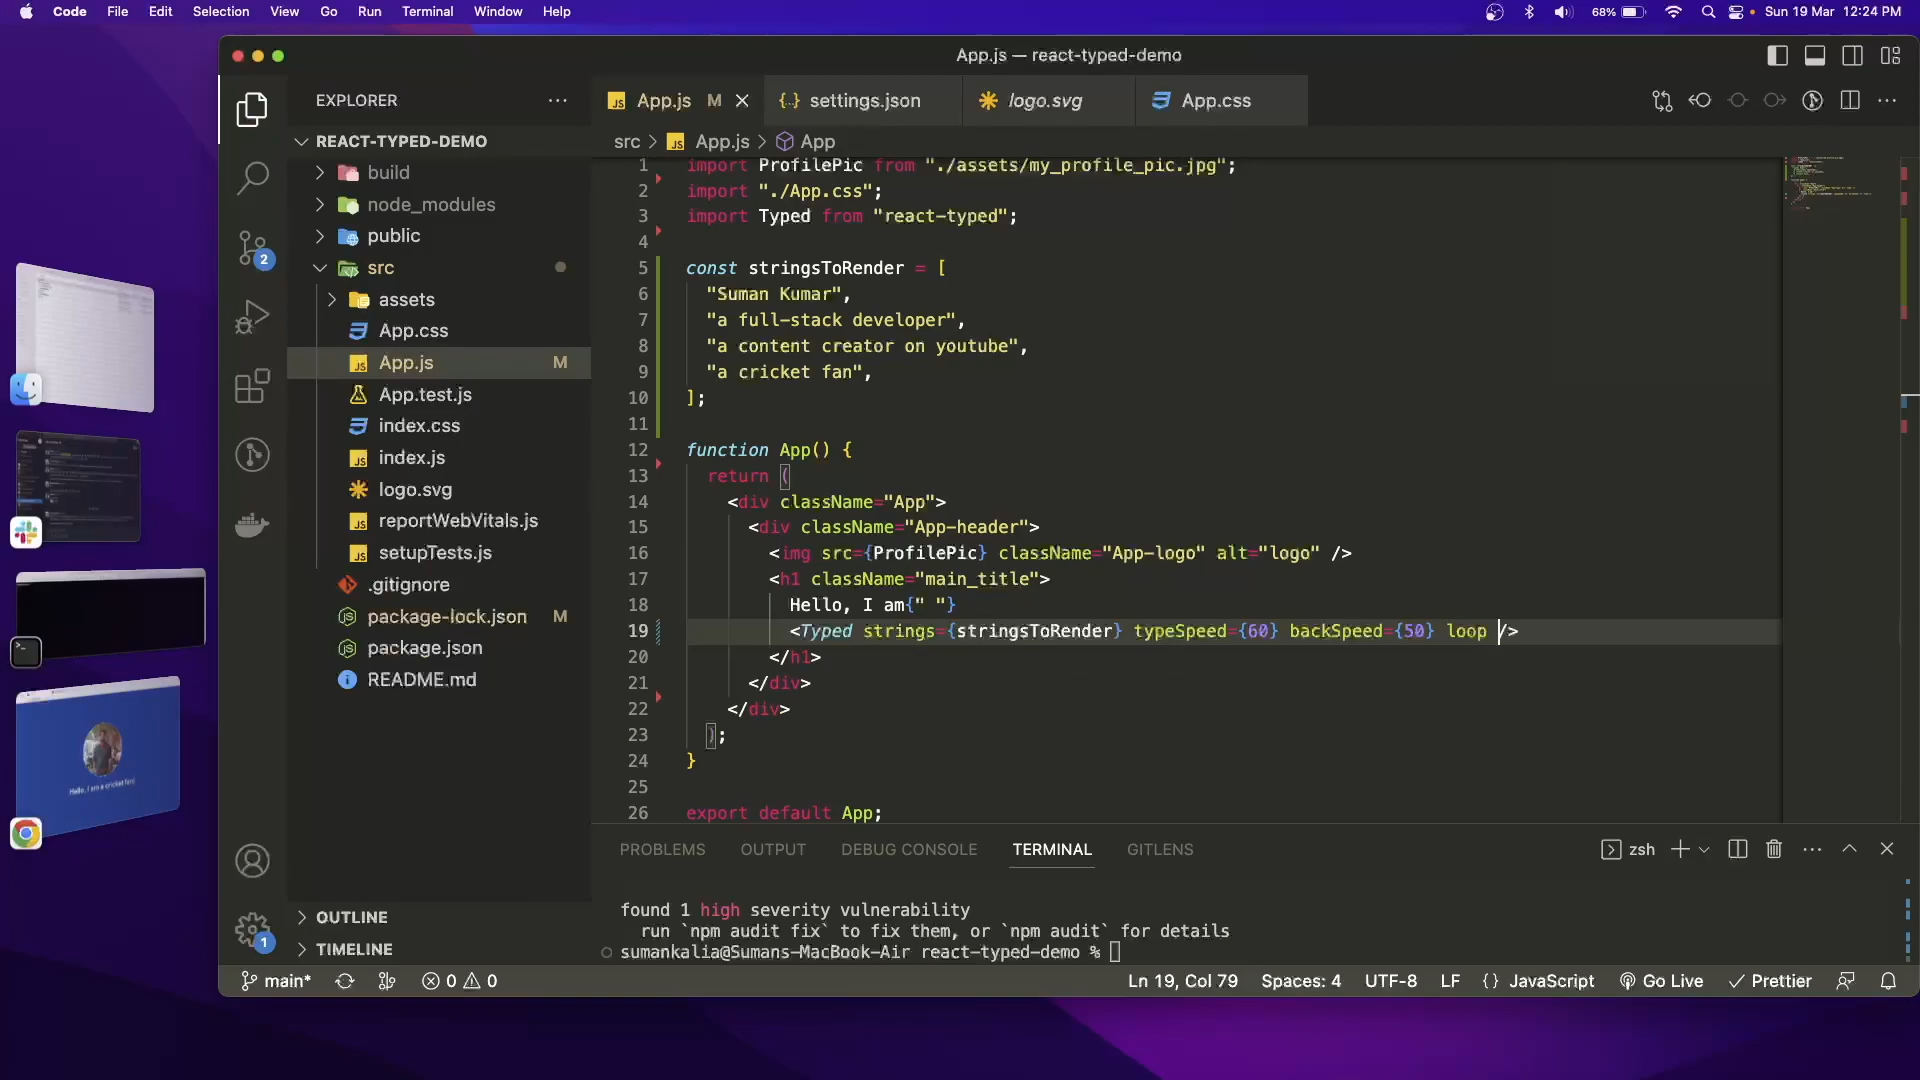 Code File Edit Selection View Go Run Terminal Window Help 68% Sun 19 Mar 12:24 PM
App.js — react-typed-demo
EXPLORER
App.js M
settings.json
logo.svg
App.css
REACT-TYPED-DEMO
build
node_modules
public
src
assets
App.css
App.js M
App.test.js
index.css
index.js
logo.svg
reportWebVitals.js
setupTests.js
.gitignore
package-lock.json M
package.json
README.md
OUTLINE
TIMELINE
2
1
src > App.js > App
1 import ProfilePic from "./assets/my_profile_pic.jpg";
2 import "./App.css";
3 import Typed from "react-typed";
4
5 const stringsToRender = [
6 "Suman Kumar",
7 "a full-stack developer",
8 "a content creator on youtube",
9 "a cricket fan",
10 ];
11
12 function App() {
13 return (
14 <div className="App">
15 <div className="App-header">
16 <img src={ProfilePic} className="App-logo" alt="logo" />
17 <h1 className="main_title">
18 Hello, I am{" "}
19 <Typed strings={stringsToRender} typeSpeed={60} backSpeed={50} loop />
20 </h1>
21 </div>
22 </div>
23 );
24 }
25
26 export default App;
PROBLEMS OUTPUT DEBUG CONSOLE TERMINAL GITLENS zsh
found 1 high severity vulnerability
run `npm audit fix` to fix them, or `npm audit` for details
sumankalia@Sumans-MacBook-Air react-typed-demo %
main* 0 0 Ln 19, Col 79 Spaces: 4 UTF-8 LF {} JavaScript Go Live Prettier
Hello, I am a cricket fan